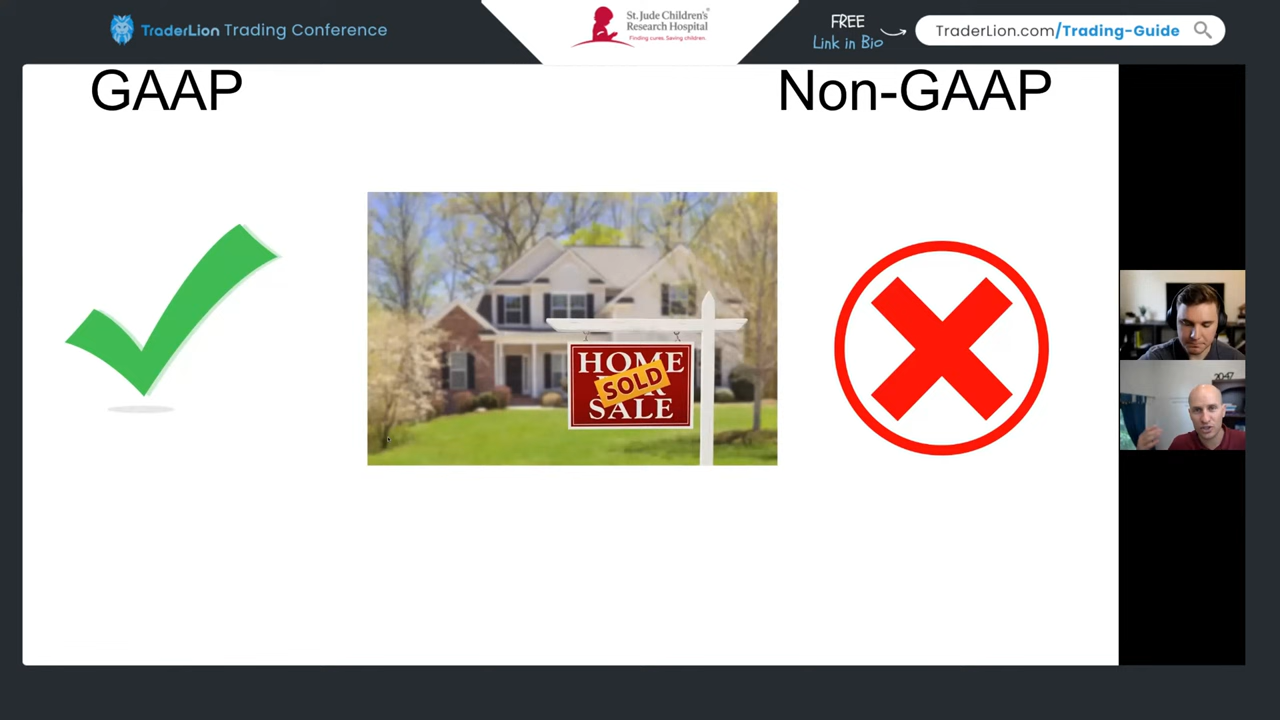 TraderLion Trading Conference
St. Jude Children's
Research Hospital
Finding cures. Saving children.
FREE
Link in Bio
TraderLion.com/Trading-Guide
GAAP
Non-GAAP
HOME
SOLD
SALE